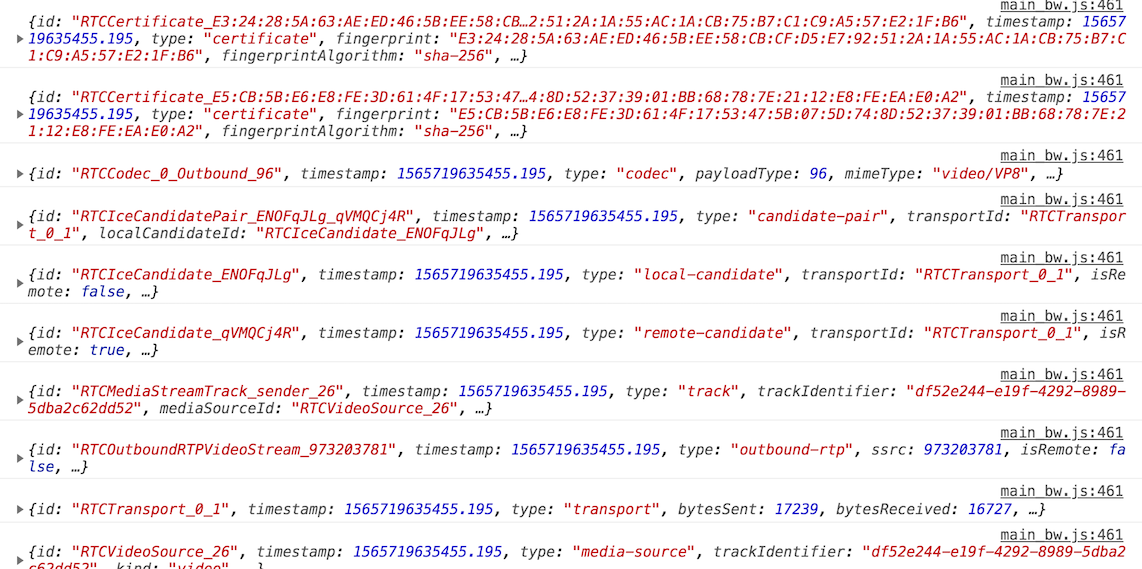 main_bw.js:461
{id: "RTCCertificate_E3:24:28:5A:63:AE:ED:46:5B:EE:58:CB…2:51:2A:1A:55:AC:1A:CB:75:B7:C1:C9:A5:57:E2:1F:B6", timestamp: 15657
19635455.195, type: "certificate", fingerprint: "E3:24:28:5A:63:AE:ED:46:5B:EE:58:CB:CF:D5:E7:92:51:2A:1A:55:AC:1A:CB:75:B7:C
1:C9:A5:57:E2:1F:B6", fingerprintAlgorithm: "sha-256", …}
main_bw.js:461
{id: "RTCCertificate_E5:CB:5B:E6:E8:FE:3D:61:4F:17:53:47…4:8D:52:37:39:01:BB:68:78:7E:21:12:E8:FE:EA:E0:A2", timestamp: 15657
19635455.195, type: "certificate", fingerprint: "E5:CB:5B:E6:E8:FE:3D:61:4F:17:53:47:5B:07:5D:74:8D:52:37:39:01:BB:68:78:7E:2
1:12:E8:FE:EA:E0:A2", fingerprintAlgorithm: "sha-256", …}
main_bw.js:461
{id: "RTCCodec_0_Outbound_96", timestamp: 1565719635455.195, type: "codec", payloadType: 96, mimeType: "video/VP8", …}
main_bw.js:461
{id: "RTCIceCandidatePair_ENOFqJLg_qVMQCj4R", timestamp: 1565719635455.195, type: "candidate-pair", transportId: "RTCTranspor
t_0_1", localCandidateId: "RTCIceCandidate_ENOFqJLg", …}
main_bw.js:461
{id: "RTCIceCandidate_ENOFqJLg", timestamp: 1565719635455.195, type: "local-candidate", transportId: "RTCTransport_0_1", isRe
mote: false, …}
main_bw.js:461
{id: "RTCIceCandidate_qVMQCj4R", timestamp: 1565719635455.195, type: "remote-candidate", transportId: "RTCTransport_0_1", isR
emote: true, …}
main_bw.js:461
{id: "RTCMediaStreamTrack_sender_26", timestamp: 1565719635455.195, type: "track", trackIdentifier: "df52e244-e19f-4292-8989-
5dba2c62dd52", mediaSourceId: "RTCVideoSource_26", …}
main_bw.js:461
{id: "RTCOutboundRTPVideoStream_973203781", timestamp: 1565719635455.195, type: "outbound-rtp", ssrc: 973203781, isRemote: fa
lse, …}
main_bw.js:461
{id: "RTCTransport_0_1", timestamp: 1565719635455.195, type: "transport", bytesSent: 17239, bytesReceived: 16727, …}
main_bw.js:461
{id: "RTCVideoSource_26", timestamp: 1565719635455.195, type: "media-source", trackIdentifier: "df52e244-e19f-4292-8989-5dba2
c62dd52", kind: "video", …}